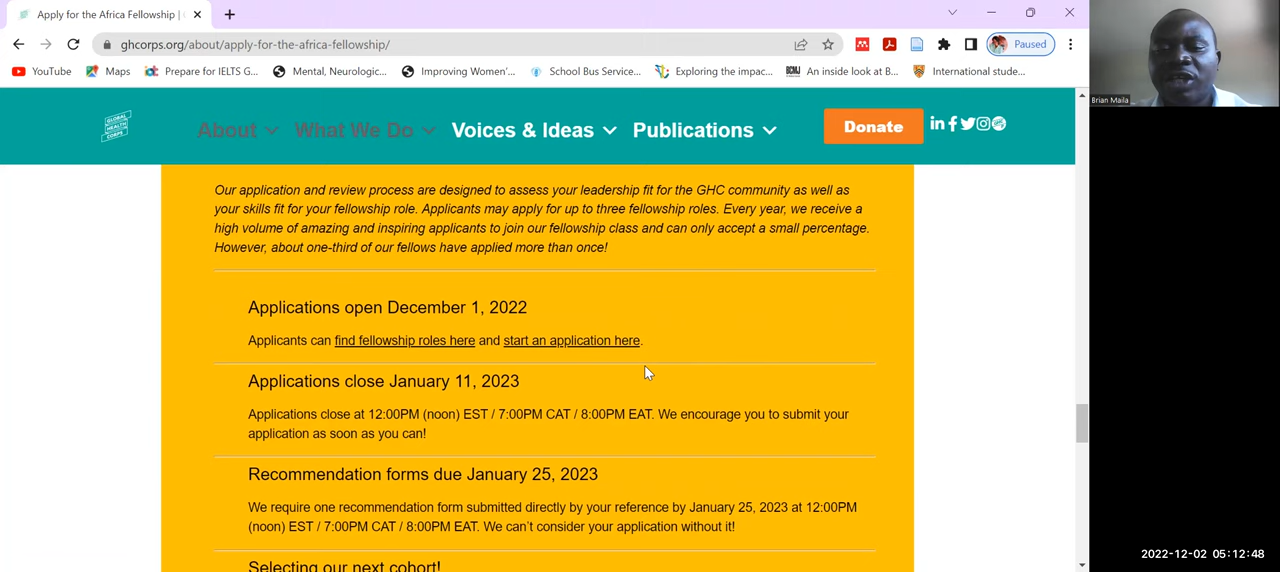 Apply for the Africa Fellowship |
ghcorps.org/about/apply-for-the-africa-fellowship/
Paused
YouTube
Maps
Prepare for IELTS G...
Mental, Neurologic...
Improving Women'...
School Bus Service...
Exploring the impac...
BCMJ
An inside look at B...
International stude...
GLOBAL
HEALTH
CORPS
About
What We Do
Voices & Ideas
Publications
Donate
Our application and review process are designed to assess your leadership fit for the GHC community as well as
your skills fit for your fellowship role. Applicants may apply for up to three fellowship roles. Every year, we receive a
high volume of amazing and inspiring applicants to join our fellowship class and can only accept a small percentage.
However, about one-third of our fellows have applied more than once!
Applications open December 1, 2022
Applicants can find fellowship roles here and start an application here.
Applications close January 11, 2023
Applications close at 12:00PM (noon) EST / 7:00PM CAT / 8:00PM EAT. We encourage you to submit your
application as soon as you can!
Recommendation forms due January 25, 2023
We require one recommendation form submitted directly by your reference by January 25, 2023 at 12:00PM
(noon) EST / 7:00PM CAT / 8:00PM EAT. We can't consider your application without it!
Selecting our next cohort!
Brian Maila
2022-12-02 05:12:48